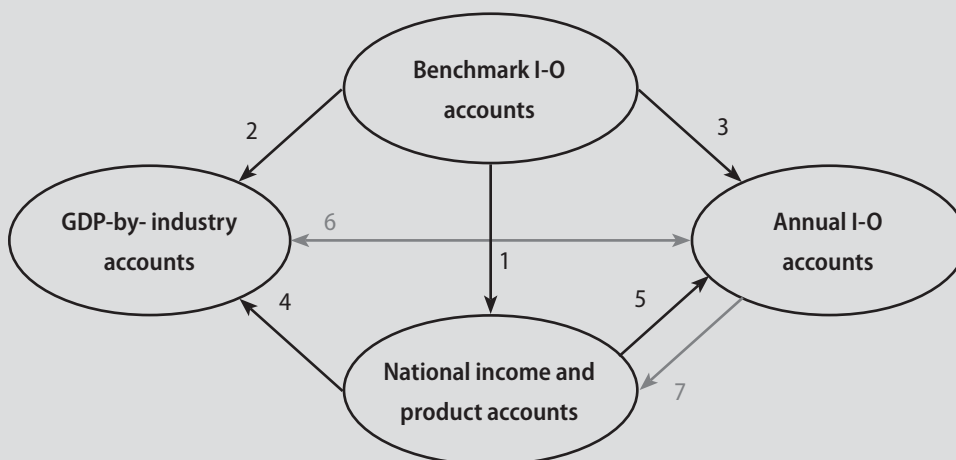 Benchmark I-O
accounts
2
3
GDP-by- industry
accounts
6
Annual I-O
accounts
1
4
5
National income and
product accounts
7